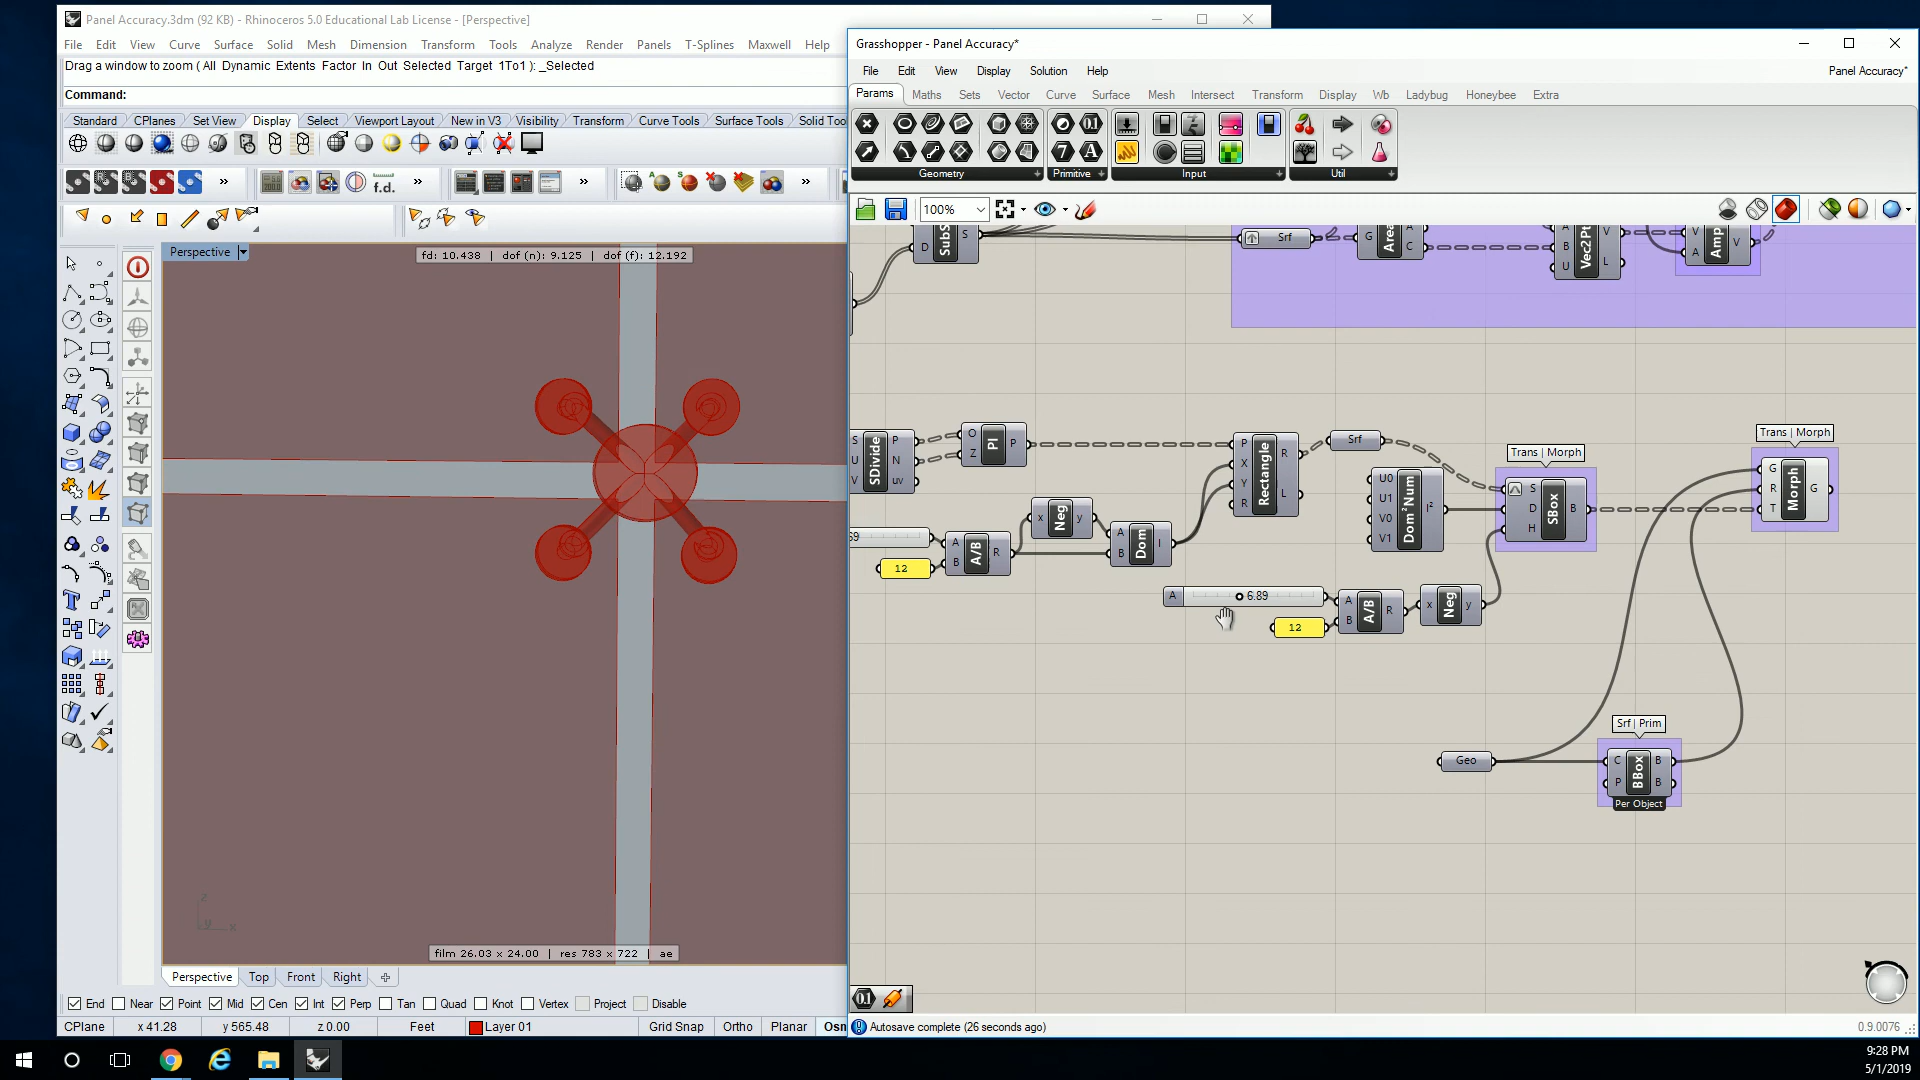 Panel Accuracy.3dm (92 KB) - Rhinoceros 5.0 Educational Lab License - [Perspective]
File Edit View Curve Surface Solid Mesh Dimension Transform Tools Analyze Render Panels T-Splines Maxwell Help
Drag a window to zoom ( All Dynamic Extents Factor In Out Selected Target 1To1 ): _Selected
Command:
Standard CPlanes Set View Display Select Viewport Layout New in V3 Visibility Transform Curve Tools Surface Tools Solid Too
f.d.
Perspective
fd: 10.438 | dof (n): 9.125 | dof (f): 12.192
film 26.03 x 24.00 | res 783 x 722 | ae
z
y x
Perspective Top Front Right
End Near Point Mid Cen Int Perp Tan Quad Knot Vertex Project Disable
CPlane x 41.28 y 565.48 z 0.00 Feet Layer 01 Grid Snap Ortho Planar Osn
Grasshopper - Panel Accuracy*
File Edit View Display Solution Help Panel Accuracy*
Params Maths Sets Vector Curve Surface Mesh Intersect Transform Display Wb Ladybug Honeybee Extra
Geometry Primitive Input Util
100%
D SubS S
Srf
G Area A C
A B U Vec2Pt V L
V A Amp V
S U V SDivide P N uv
O Z Pl P
P X Y R Rectangle R L
Srf
U0 U1 V0 V1 Dom²Num I²
Trans | Morph
S D H SBox B
Trans | Morph
G R T Morph G
69
12
A B A/B R
x Neg y
A B Dom I
A 6.89
12
A B A/B R
x Neg y
Geo
Srf | Prim
C P BBox B B
Per Object
Autosave complete (26 seconds ago) 0.9.0076
9:28 PM
5/1/2019